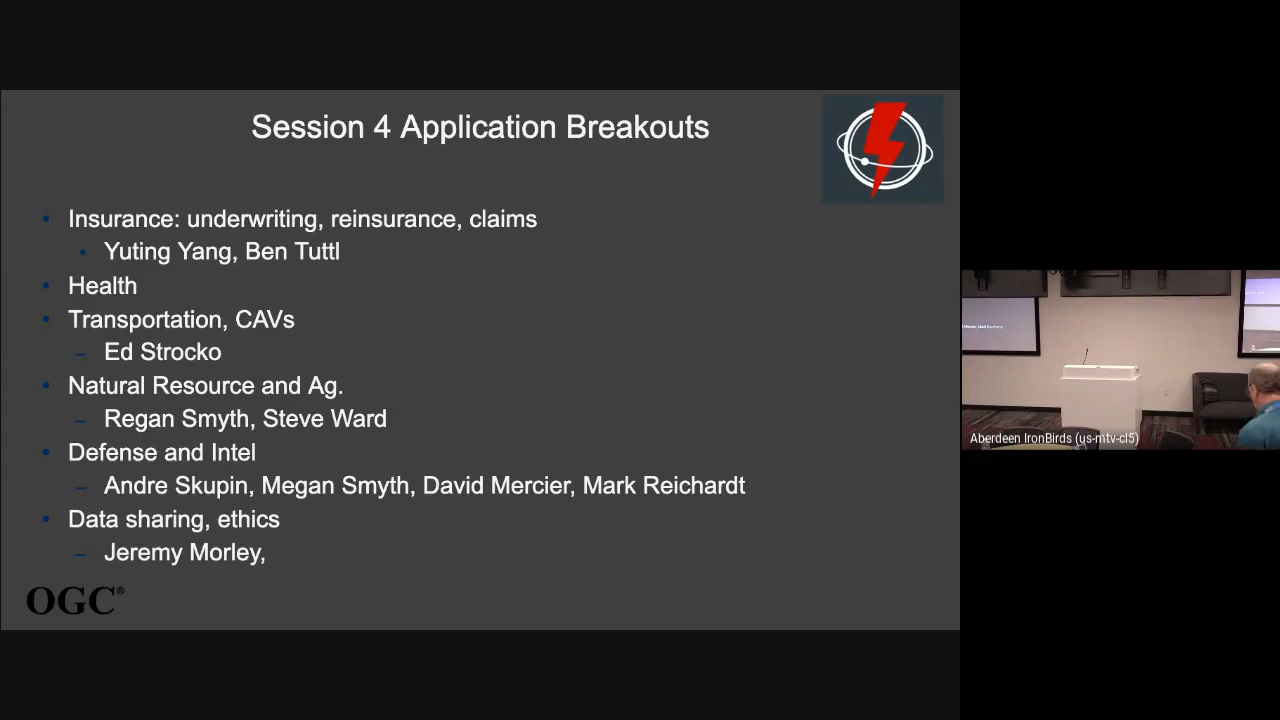 Session 4 Application Breakouts
• Insurance: underwriting, reinsurance, claims
• Yuting Yang, Ben Tuttl
• Health
• Transportation, CAVs
– Ed Strocko
• Natural Resource and Ag.
– Regan Smyth, Steve Ward
• Defense and Intel
– Andre Skupin, Megan Smyth, David Mercier, Mark Reichardt
• Data sharing, ethics
– Jeremy Morley,
OGC®
Aberdeen IronBirds (us-mtv-cl5)